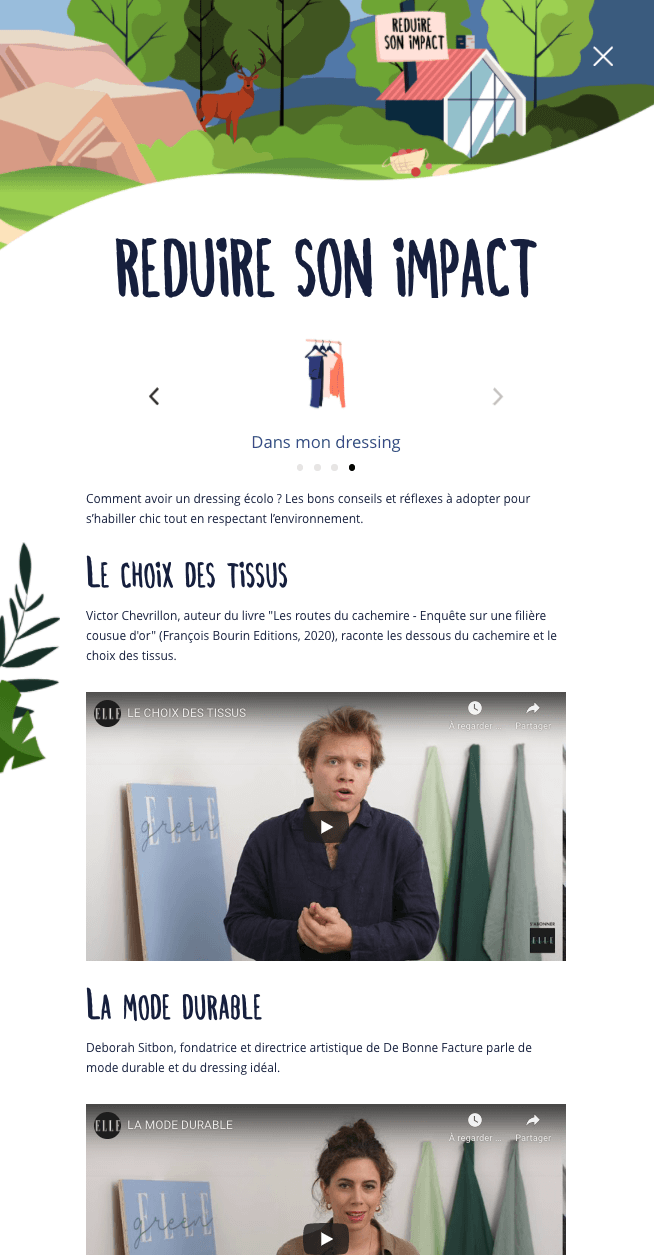 REDUIRE
SON IMPACT
REDUIRE SON IMPACT
Dans mon dressing
Comment avoir un dressing écolo ? Les bons conseils et réflexes à adopter pour
s’habiller chic tout en respectant l’environnement.
LE CHOIX DES TISSUS
Victor Chevrillon, auteur du livre "Les routes du cachemire - Enquête sur une filière
cousue d'or" (François Bourin Editions, 2020), raconte les dessous du cachemire et le
choix des tissus.
ELLE LE CHOIX DES TISSUS
À regarder ... Partager
ELLE
green
S'ABONNER
ELLE
LA MODE DURABLE
Deborah Sitbon, fondatrice et directrice artistique de De Bonne Facture parle de
mode durable et du dressing idéal.
ELLE LA MODE DURABLE
À regarder ... Partager
ELLE
green